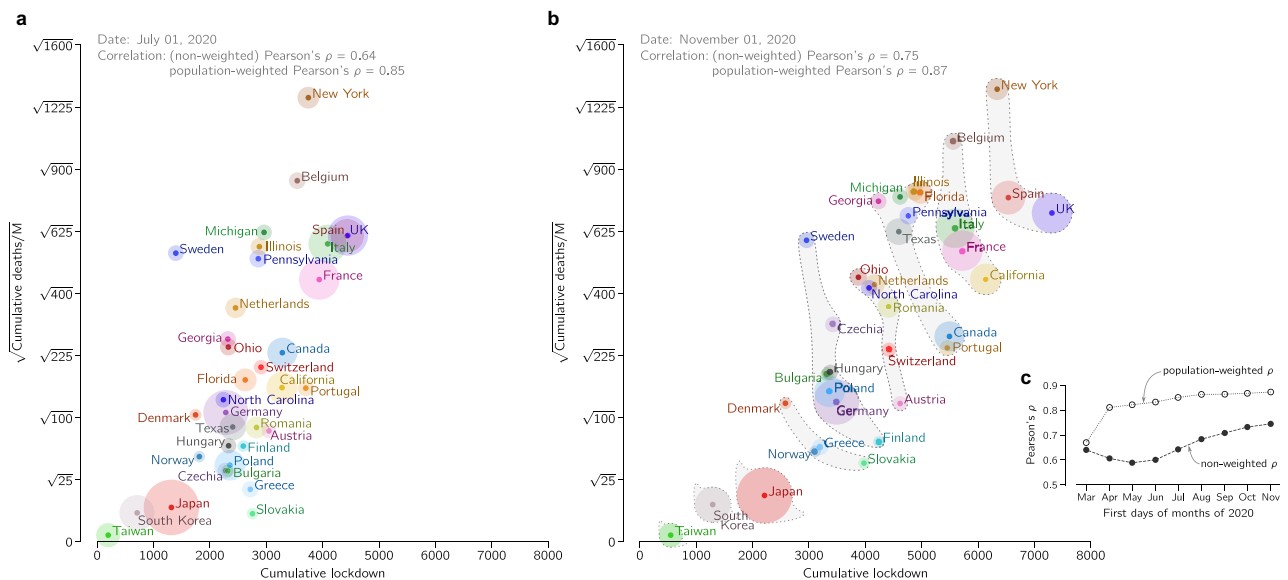 a
Date: July 01, 2020
Correlation: (non-weighted) Pearson's ρ = 0.64
population-weighted Pearson's ρ = 0.85
√Cumulative deaths/M
√1600
√1225
√900
√625
√400
√225
√100
√25
0
New York
Belgium
Michigan
Spain
UK
Sweden
Illinois
Italy
Pennsylvania
France
Netherlands
Georgia
Ohio
Canada
Switzerland
Florida
California
Portugal
North Carolina
Denmark
Germany
Texas
Romania
Austria
Hungary
Finland
Norway
Poland
Czechia
Bulgaria
Greece
Japan
South Korea
Slovakia
Taiwan
0 1000 2000 3000 4000 5000 6000 7000 8000
Cumulative lockdown
b
Date: November 01, 2020
Correlation: (non-weighted) Pearson's ρ = 0.75
population-weighted Pearson's ρ = 0.87
√Cumulative deaths/M
√1600
√1225
√900
√625
√400
√225
√100
√25
0
New York
Belgium
Michigan
Illinois
Florida
Spain
Georgia
Pennsylvania
UK
Sweden
Texas
Italy
France
Ohio
Netherlands
California
North Carolina
Romania
Czechia
Canada
Portugal
Switzerland
Hungary
Bulgaria
Poland
Denmark
Germany
Austria
Norway
Greece
Finland
Slovakia
Japan
South
Korea
Taiwan
0 1000 2000 3000 4000 5000 6000 7000 8000
Cumulative lockdown
c
Pearson's ρ
0.9
0.8
0.7
0.6
0.5
population-weighted ρ
non-weighted ρ
Mar Apr May Jun Jul Aug Sep Oct Nov
First days of months of 2020